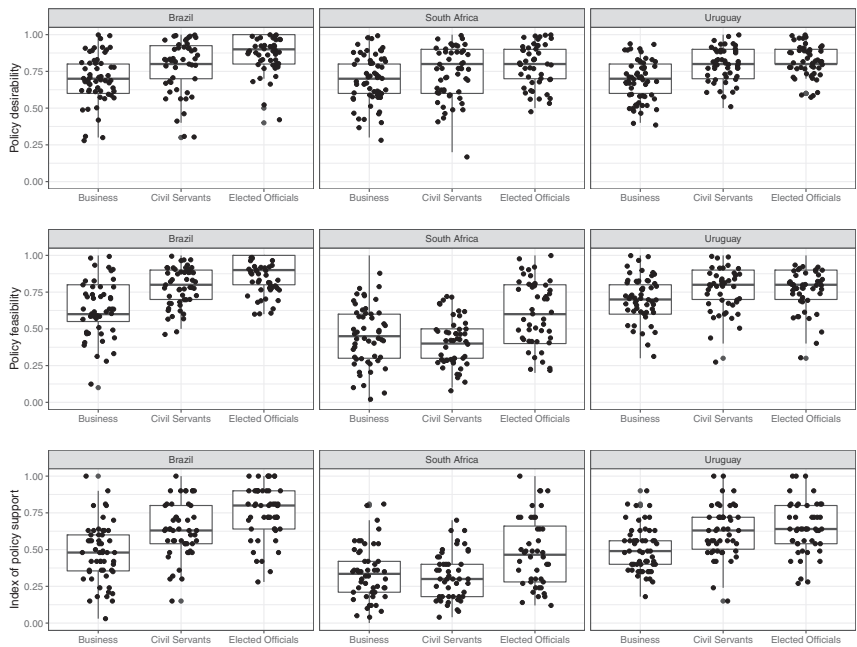 Brazil South Africa Uruguay
Policy desirability
1.00
0.75
0.50
0.25
0.00
Business Civil Servants Elected Officials Business Civil Servants Elected Officials Business Civil Servants Elected Officials
Brazil South Africa Uruguay
Policy feasibility
1.00
0.75
0.50
0.25
0.00
Business Civil Servants Elected Officials Business Civil Servants Elected Officials Business Civil Servants Elected Officials
Brazil South Africa Uruguay
Index of policy support
1.00
0.75
0.50
0.25
0.00
Business Civil Servants Elected Officials Business Civil Servants Elected Officials Business Civil Servants Elected Officials